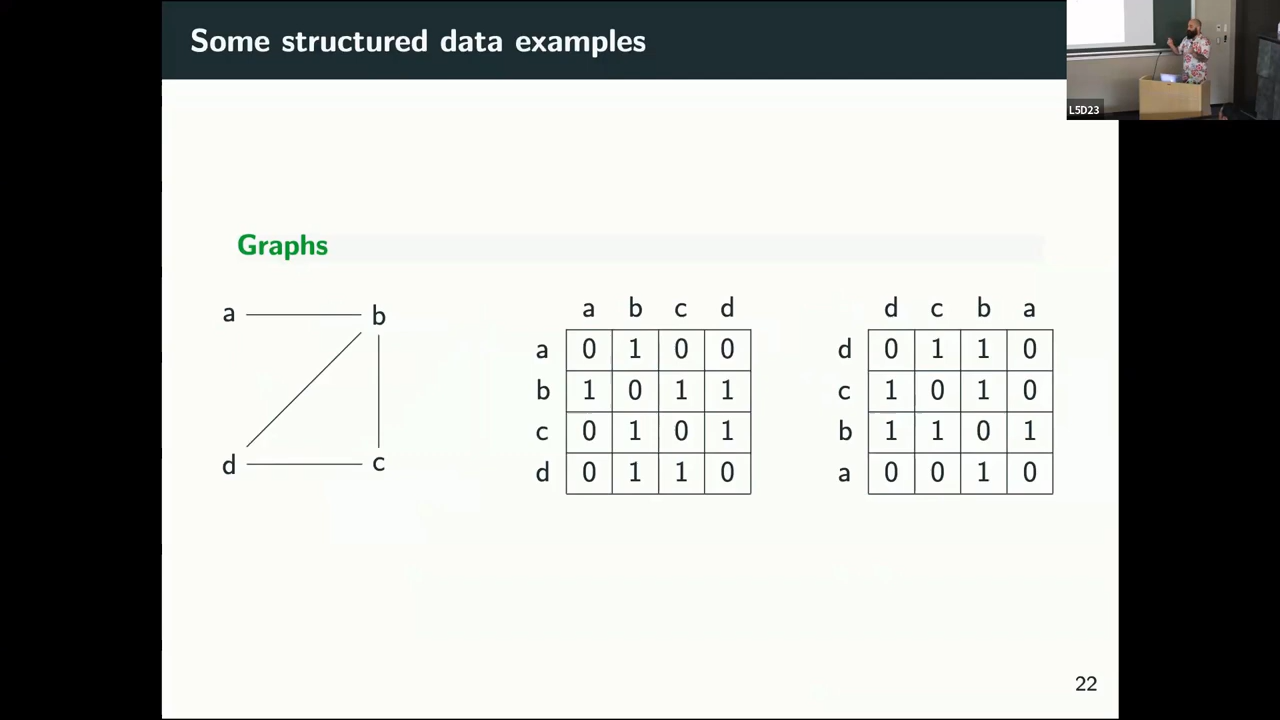 Some structured data examples
L5D23
Graphs
a b
d c
a b c d
a 0 1 0 0
b 1 0 1 1
c 0 1 0 1
d 0 1 1 0
d c b a
d 0 1 1 0
c 1 0 1 0
b 1 1 0 1
a 0 0 1 0
22